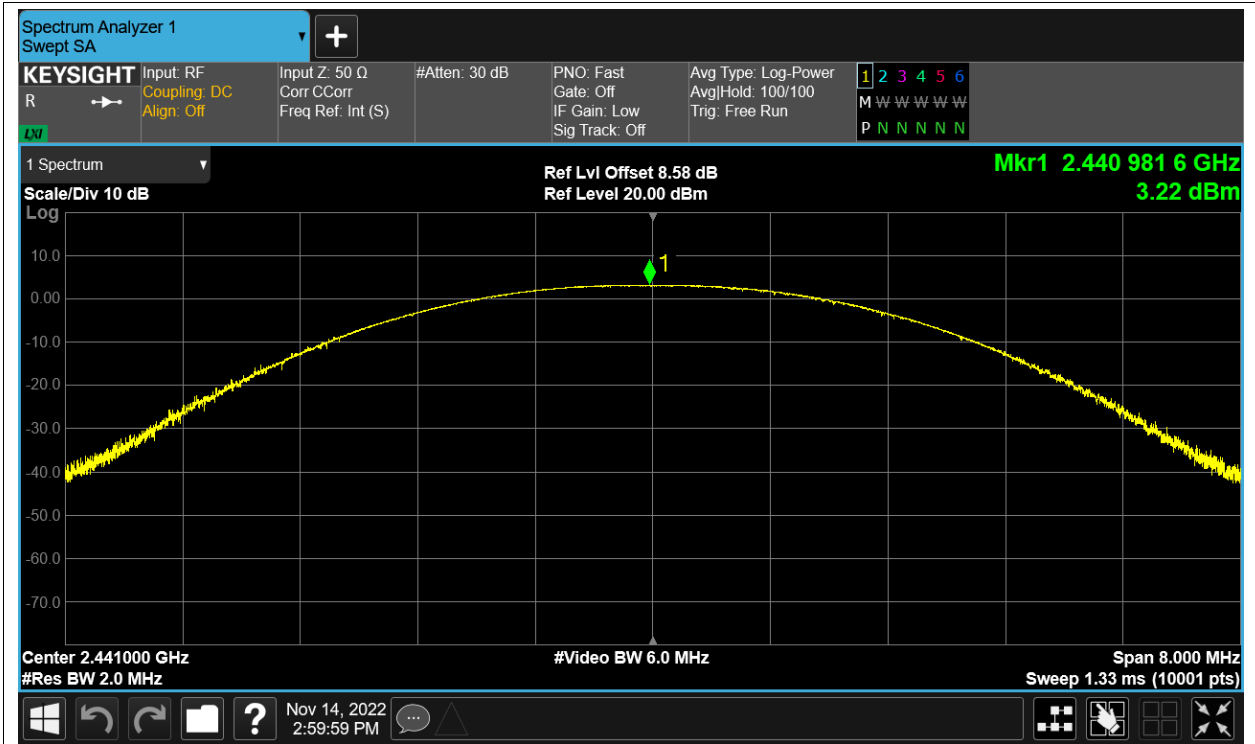 Spectrum Analyzer 1
Swept SA
KEYSIGHT
R
LXI
Input: RF
Coupling: DC
Align: Off
Input Z: 50 Ω
Corr CCorr
Freq Ref: Int (S)
#Atten: 30 dB
PNO: Fast
Gate: Off
IF Gain: Low
Sig Track: Off
Avg Type: Log-Power
Avg|Hold: 100/100
Trig: Free Run
1 2 3 4 5 6
M W W W W W
P N N N N N
1 Spectrum
Scale/Div 10 dB
Ref Lvl Offset 8.58 dB
Ref Level 20.00 dBm
Mkr1 2.440 981 6 GHz
3.22 dBm
Log
10.0
0.00
-10.0
-20.0
-30.0
-40.0
-50.0
-60.0
-70.0
1
Center 2.441000 GHz
#Res BW 2.0 MHz
#Video BW 6.0 MHz
Span 8.000 MHz
Sweep 1.33 ms (10001 pts)
?
Nov 14, 2022
2:59:59 PM